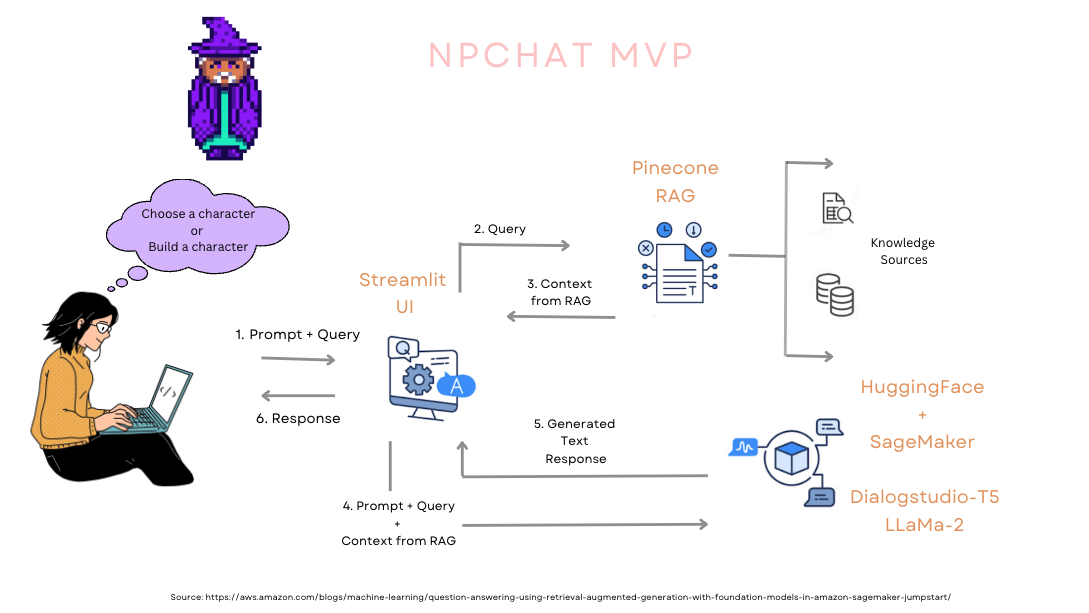 NPCHAT MVP
Choose a character
or
Build a character
Pinecone
RAG
2. Query
Knowledge
Sources
Streamlit
UI
3. Context
from RAG
1. Prompt + Query
6. Response
A
HuggingFace
+
SageMaker
5. Generated
Text
Response
Dialogstudio-T5
LLaMa-2
4. Prompt + Query
+
Context from RAG
</>
T
Q
Source: https://aws.amazon.com/blogs/machine-learning/question-answering-using-retrieval-augmented-generation-with-foundation-models-in-amazon-sagemaker-jumpstart/